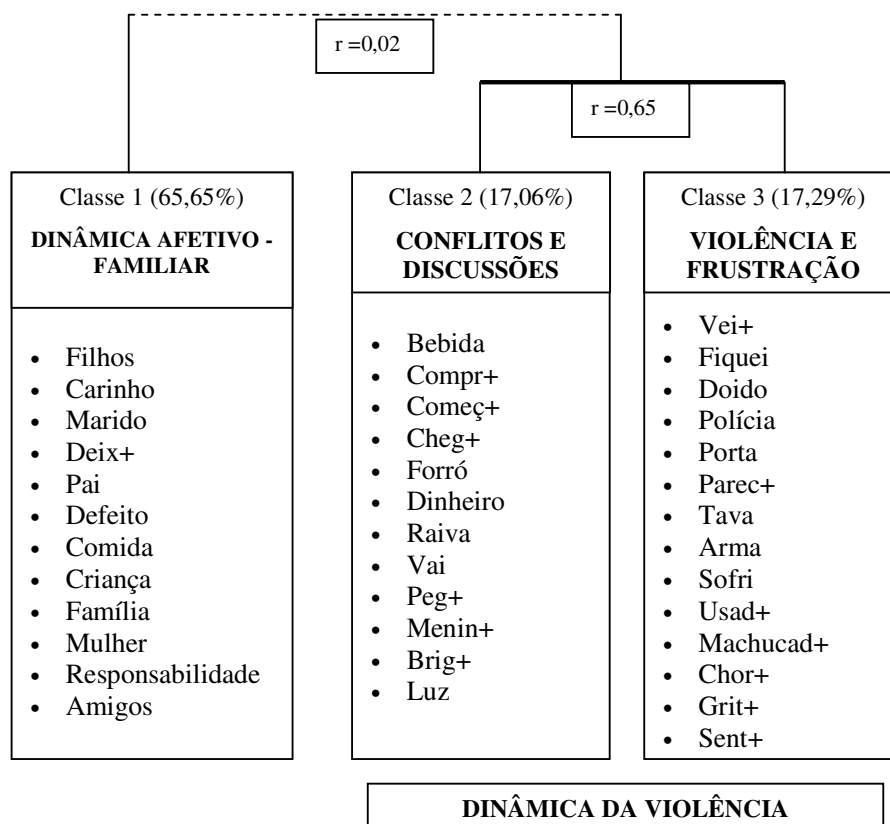 r =0,02
r =0,65
Classe 1 (65,65%)
DINÂMICA AFETIVO -
FAMILIAR
• Filhos
• Carinho
• Marido
• Deix+
• Pai
• Defeito
• Comida
• Criança
• Família
• Mulher
• Responsabilidade
• Amigos
Classe 2 (17,06%)
CONFLITOS E
DISCUSSÕES
• Bebida
• Compr+
• Começ+
• Cheg+
• Forró
• Dinheiro
• Raiva
• Vai
• Peg+
• Menin+
• Brig+
• Luz
Classe 3 (17,29%)
VIOLÊNCIA E
FRUSTRAÇÃO
• Vei+
• Fiquei
• Doido
• Polícia
• Porta
• Parec+
• Tava
• Arma
• Sofri
• Usad+
• Machucad+
• Chor+
• Grit+
• Sent+
DINÂMICA DA VIOLÊNCIA